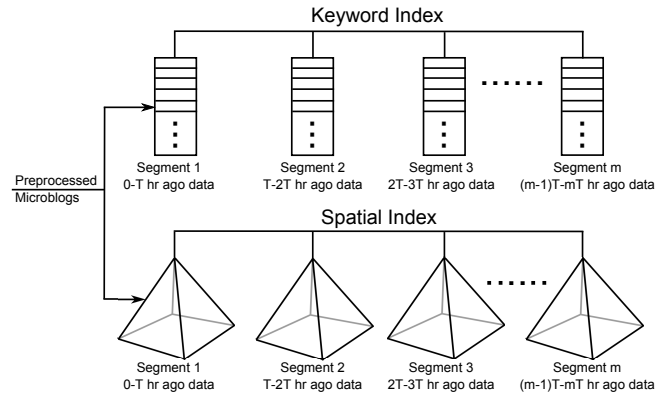 Keyword Index
Segment 1
0-T hr ago data
Segment 2
T-2T hr ago data
Segment 3
2T-3T hr ago data
Segment m
(m-1)T-mT hr ago data
Preprocessed
Microblogs
Spatial Index
Segment 1
0-T hr ago data
Segment 2
T-2T hr ago data
Segment 3
2T-3T hr ago data
Segment m
(m-1)T-mT hr ago data